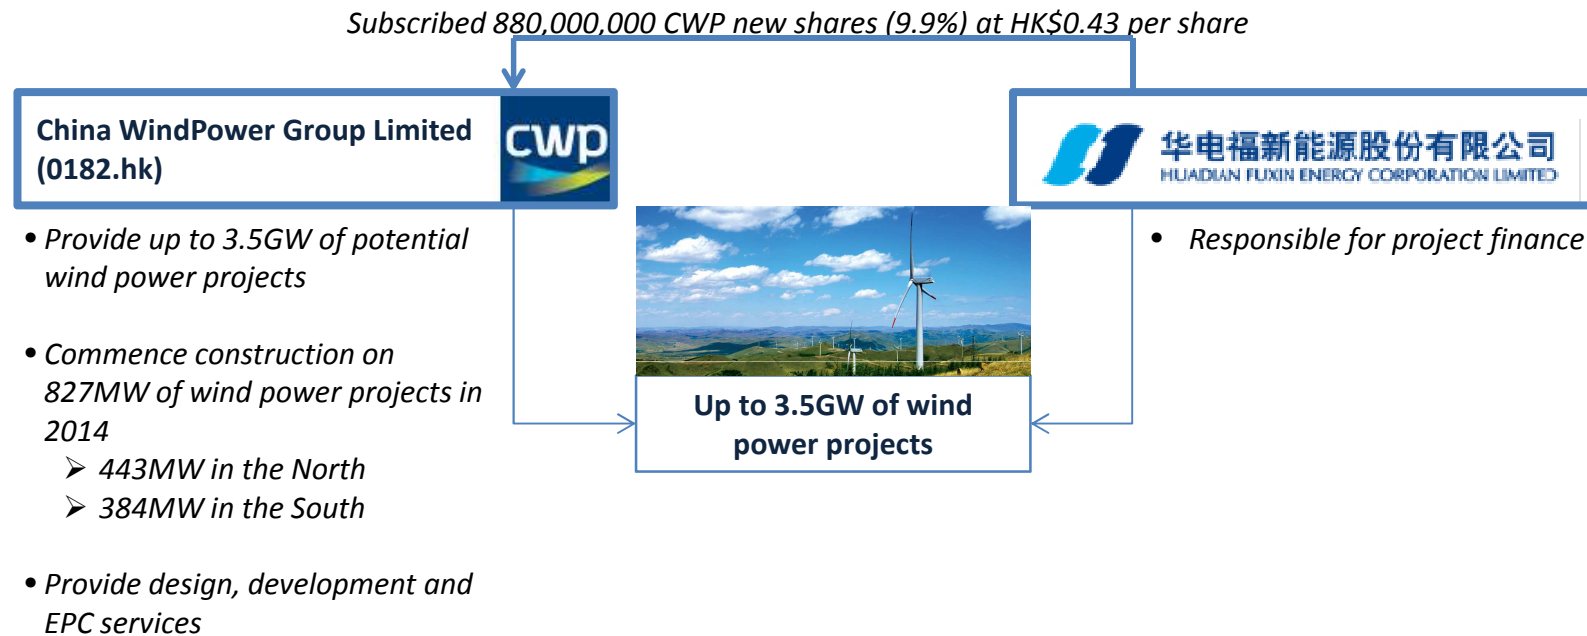 Subscribed 880,000,000 CWP new shares (9.9%) at HK$0.43 per share
China WindPower Group Limited
(0182.hk)
cwp
华电福新能源股份有限公司
HUADIAN FUXIN ENERGY CORPORATION LIMITED
• Provide up to 3.5GW of potential
wind power projects
• Commence construction on
827MW of wind power projects in
2014
➢ 443MW in the North
➢ 384MW in the South
• Provide design, development and
EPC services
Up to 3.5GW of wind
power projects
• Responsible for project finance